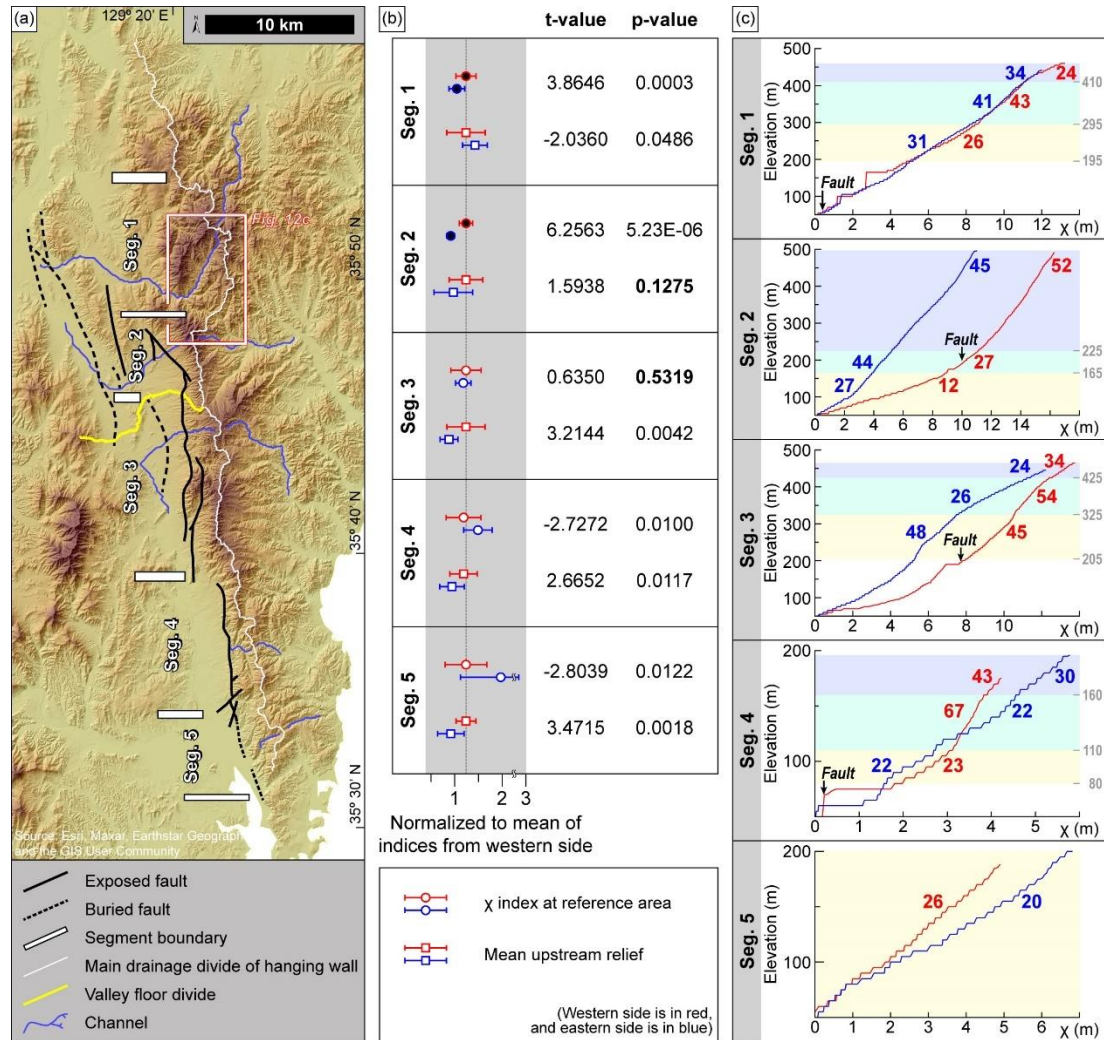 (a)
129° 20' E
N
10 km
Fig. 12c
Seg. 1
Seg. 2
Seg. 3
Seg. 4
Seg. 5
35° 50' N
35° 40' N
35° 30' N
Source: Esri, Maxar, Earthstar Geograph
and the GIS User Community
Exposed fault
Buried fault
Segment boundary
Main drainage divide of hanging wall
Valley floor divide
Channel
(b)
t-value p-value
Seg. 1
3.8646 0.0003
-2.0360 0.0486
Seg. 2
6.2563 5.23E-06
1.5938 0.1275
Seg. 3
0.6350 0.5319
3.2144 0.0042
Seg. 4
-2.7272 0.0100
2.6652 0.0117
Seg. 5
-2.8039 0.0122
3.4715 0.0018
1 2 3
Normalized to mean of
indices from western side
χ index at reference area
Mean upstream relief
(Western side is in red,
and eastern side is in blue)
(c)
Seg. 1
Elevation (m)
500
400
300
200
100
34 24
41 43
31 26
Fault
410
295
195
0 2 4 6 8 10 12 χ (m)
Seg. 2
Elevation (m)
500
400
300
200
100
45 52
44 Fault 27
27 12
225
165
0 2 4 6 8 10 12 14 χ (m)
Seg. 3
Elevation (m)
500
400
300
200
100
24 34
26 54
48 45
Fault
425
325
205
0 2 4 6 8 10 χ (m)
Seg. 4
Elevation (m)
200
100
43 30
67 22
22 23
Fault
160
110
80
0 1 2 3 4 5 χ (m)
Seg. 5
Elevation (m)
200
100
26 20
0 1 2 3 4 5 6 χ (m)